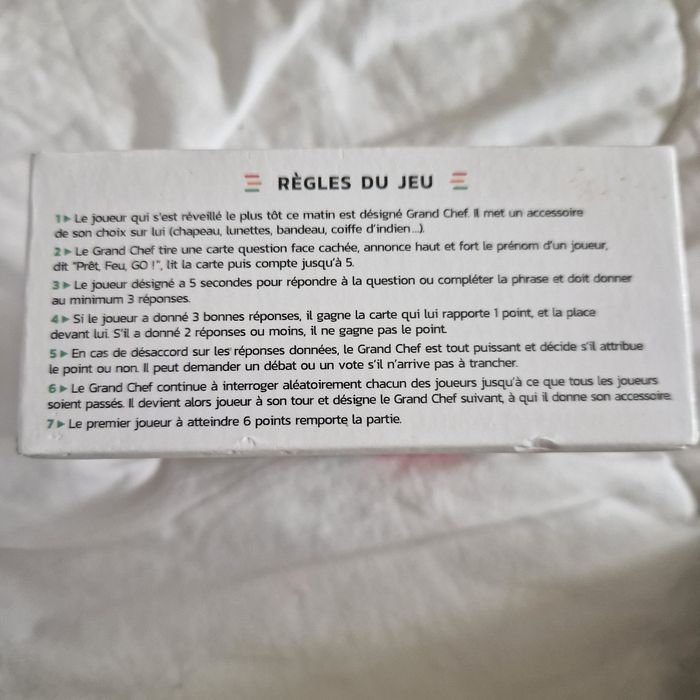 RÈGLES DU JEU
1 ▸ Le joueur qui s'est réveillé le plus tôt ce matin est désigné Grand Chef. Il met un accessoire
de son choix sur lui (chapeau, lunettes, bandeau, coiffe d'indien...).
2 ▸ Le Grand Chef tire une carte question face cachée, annonce haut et fort le prénom d'un joueur,
dit "Prêt, Feu, GO !", lit la carte puis compte jusqu'à 5.
3 ▸ Le joueur désigné a 5 secondes pour répondre à la question ou compléter la phrase et doit donner
au minimum 3 réponses.
4 ▸ Si le joueur a donné 3 bonnes réponses, il gagne la carte qui lui rapporte 1 point, et la place
devant lui. S'il a donné 2 réponses ou moins, il ne gagne pas le point.
5 ▸ En cas de désaccord sur les réponses données, le Grand Chef est tout puissant et décide s'il attribue
le point ou non. Il peut demander un débat ou un vote s'il n'arrive pas à trancher.
6 ▸ Le Grand Chef continue à interroger aléatoirement chacun des joueurs jusqu'à ce que tous les joueurs
soient passés. Il devient alors joueur à son tour et désigne le Grand Chef suivant, à qui il donne son accessoire.
7 ▸ Le premier joueur à atteindre 6 points remporte la partie.